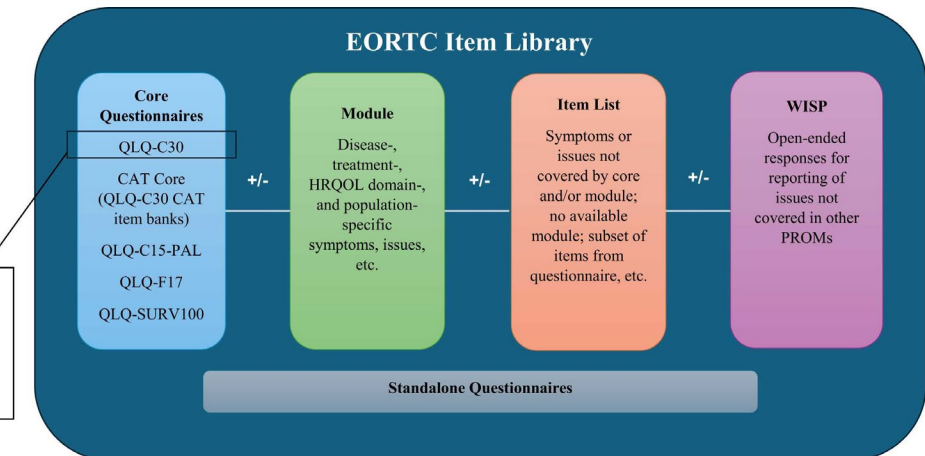 EORTC Item Library
Core
Questionnaires
QLQ-C30
CAT Core
(QLQ-C30 CAT
item banks)
QLQ-C15-PAL
QLQ-F17
QLQ-SURV100
+/-
Module
Disease-,
treatment-,
HRQOL domain-,
and population-
specific
symptoms, issues,
etc.
+/-
Item List
Symptoms or
issues not
covered by core
and/or module;
no available
module; subset of
items from
questionnaire, etc.
+/-
WISP
Open-ended
responses for
reporting of
issues not
covered in other
PROMs
Standalone Questionnaires